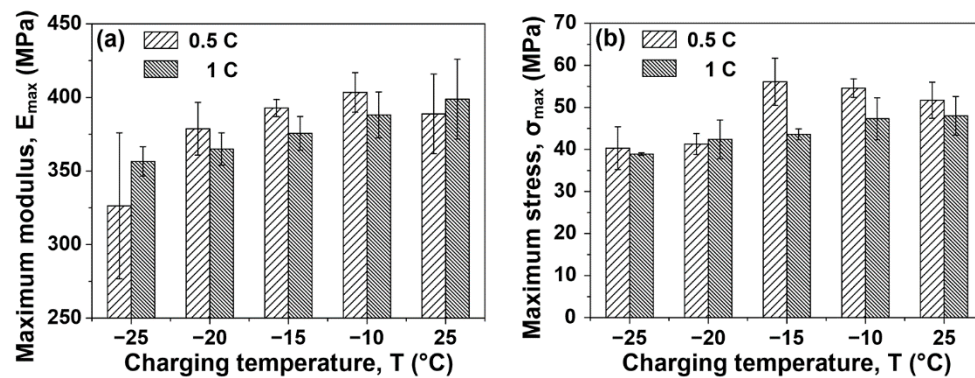 (a)
0.5 C
1 C
Maximum modulus, Eₘₐₓ (MPa)
450
400
350
300
250
−25
−20
−15
−10
25
Charging temperature, T (°C)
(b)
0.5 C
1 C
Maximum stress, σₘₐₓ (MPa)
70
60
50
40
30
20
10
0
−25
−20
−15
−10
25
Charging temperature, T (°C)